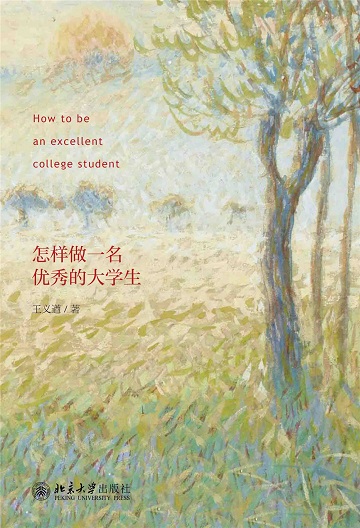 How to be
an excellent
college student
怎样做一名
优秀的大学生
王义遒 / 著
北京大学出版社
PEKING UNIVERSITY PRESS